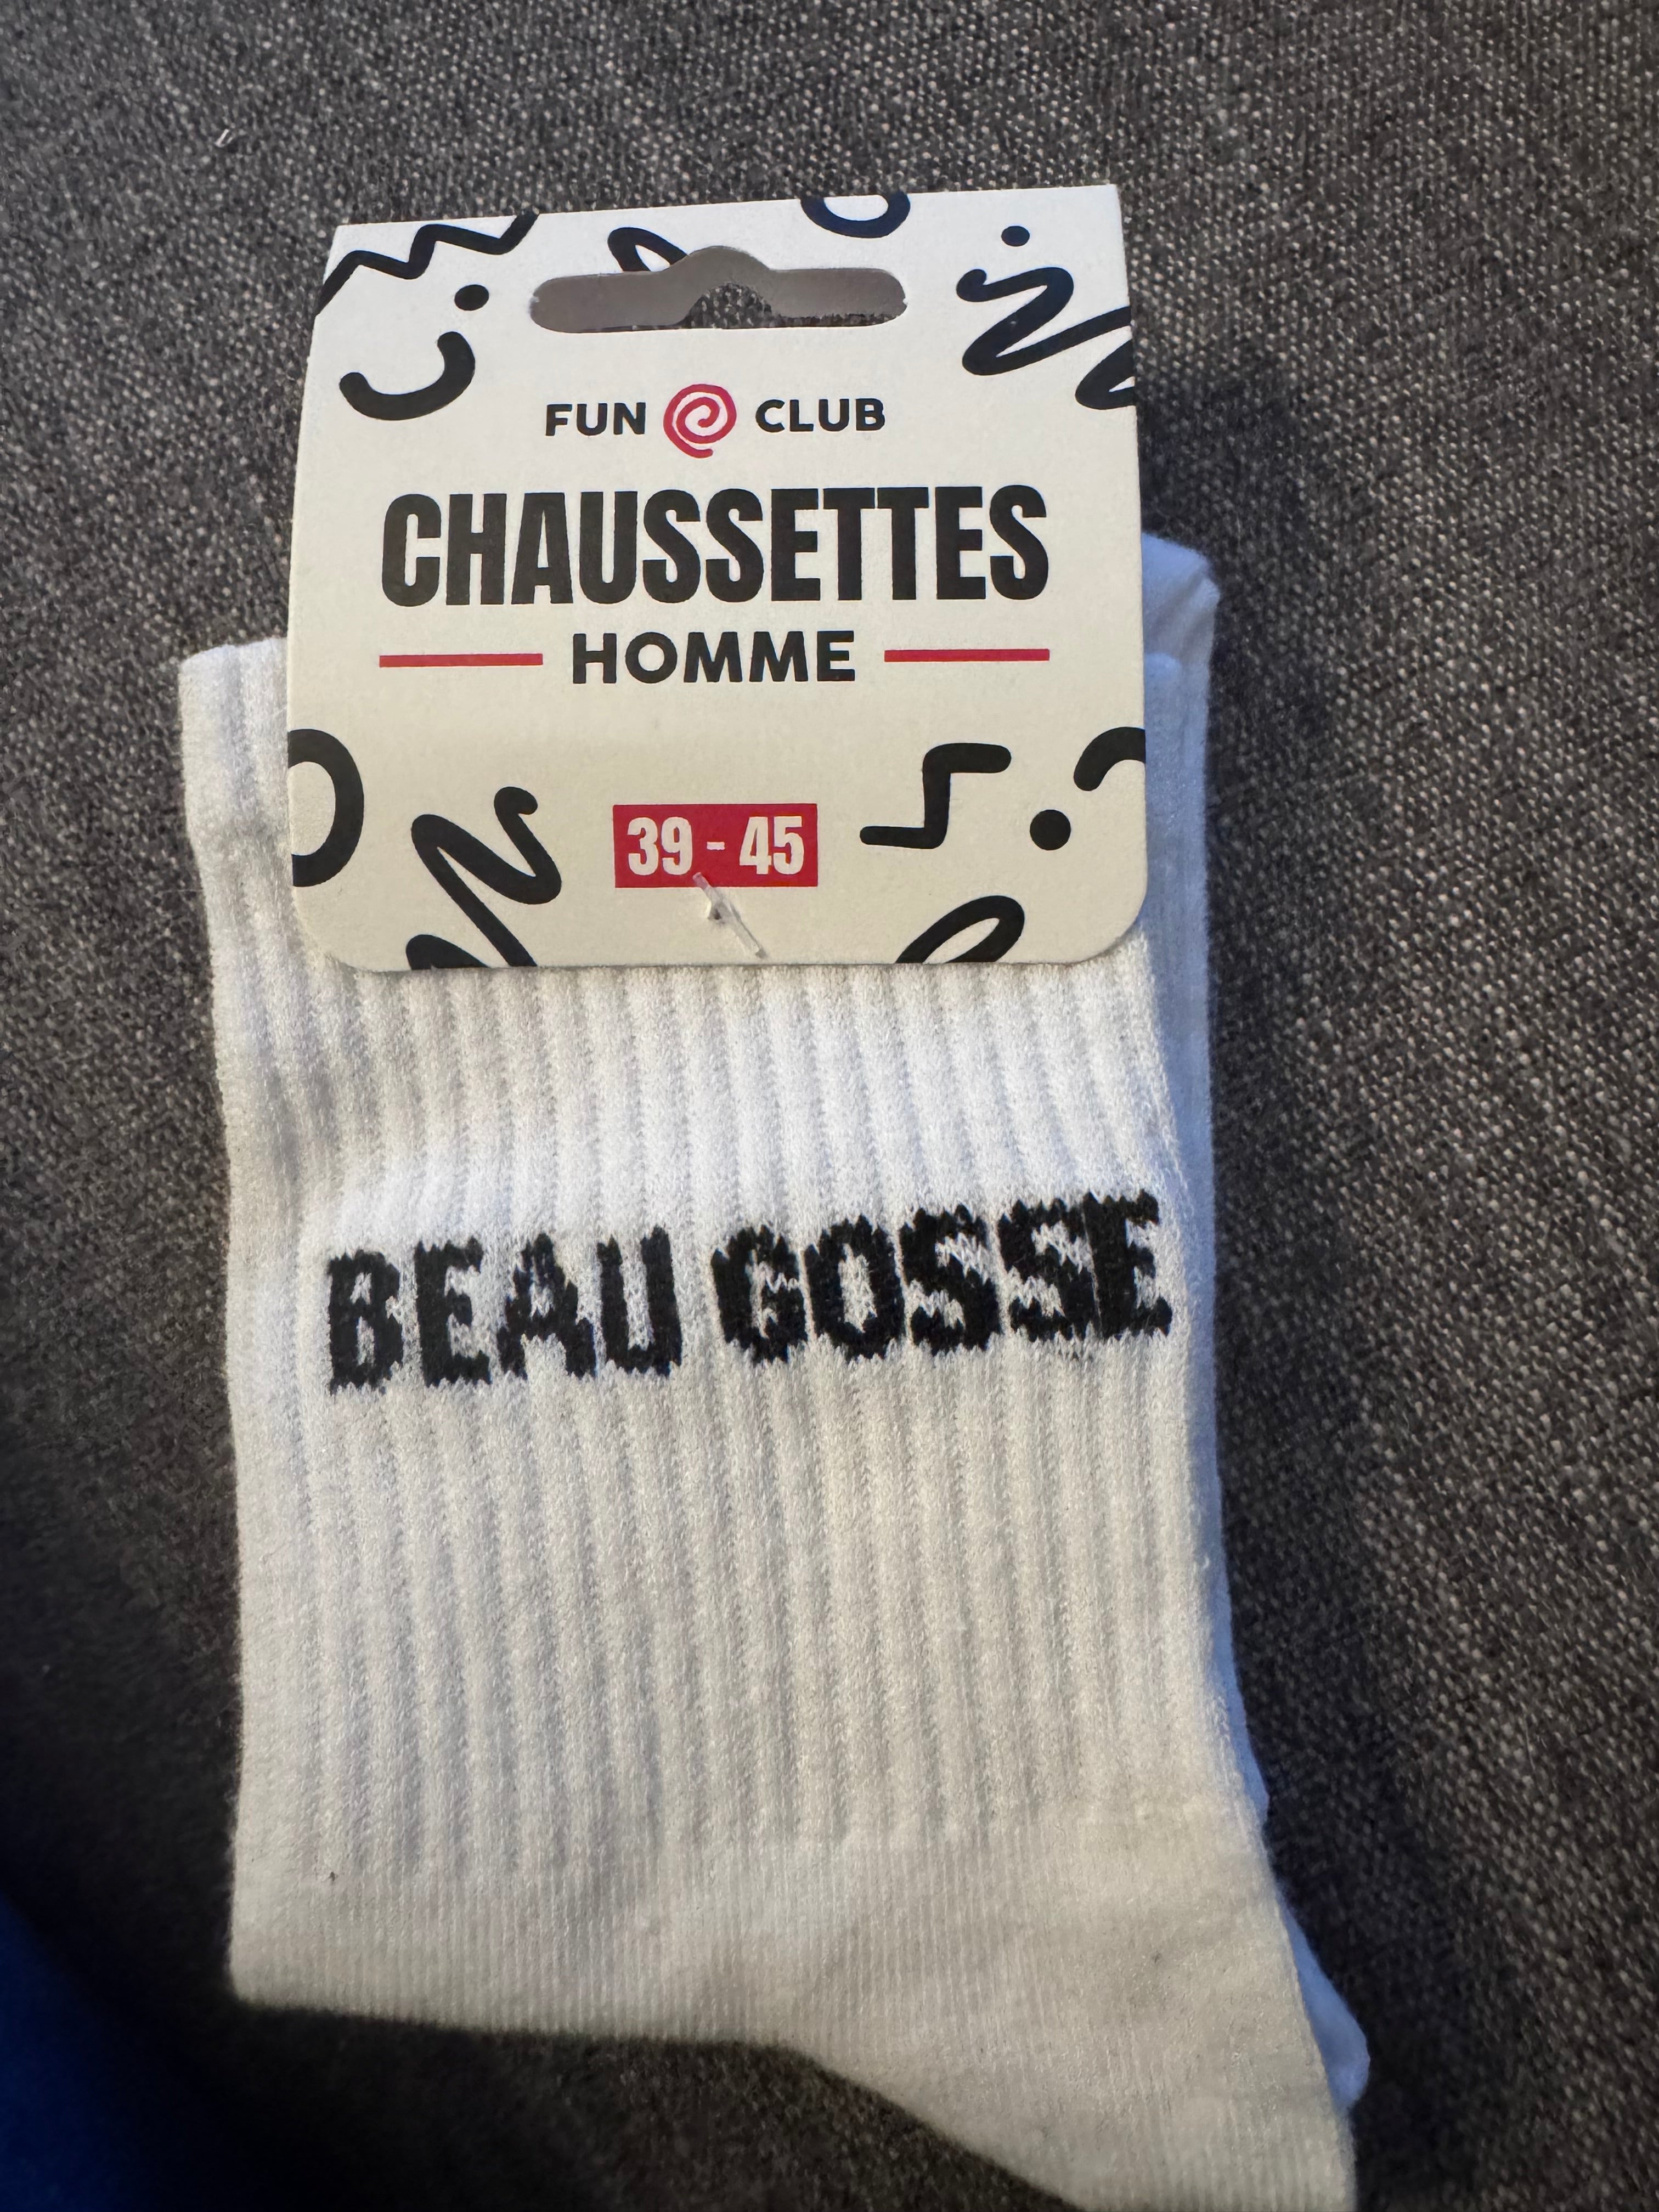 FUN CLUB
CHAUSSETTES
HOMME
39 - 45
BEAU GOSSE